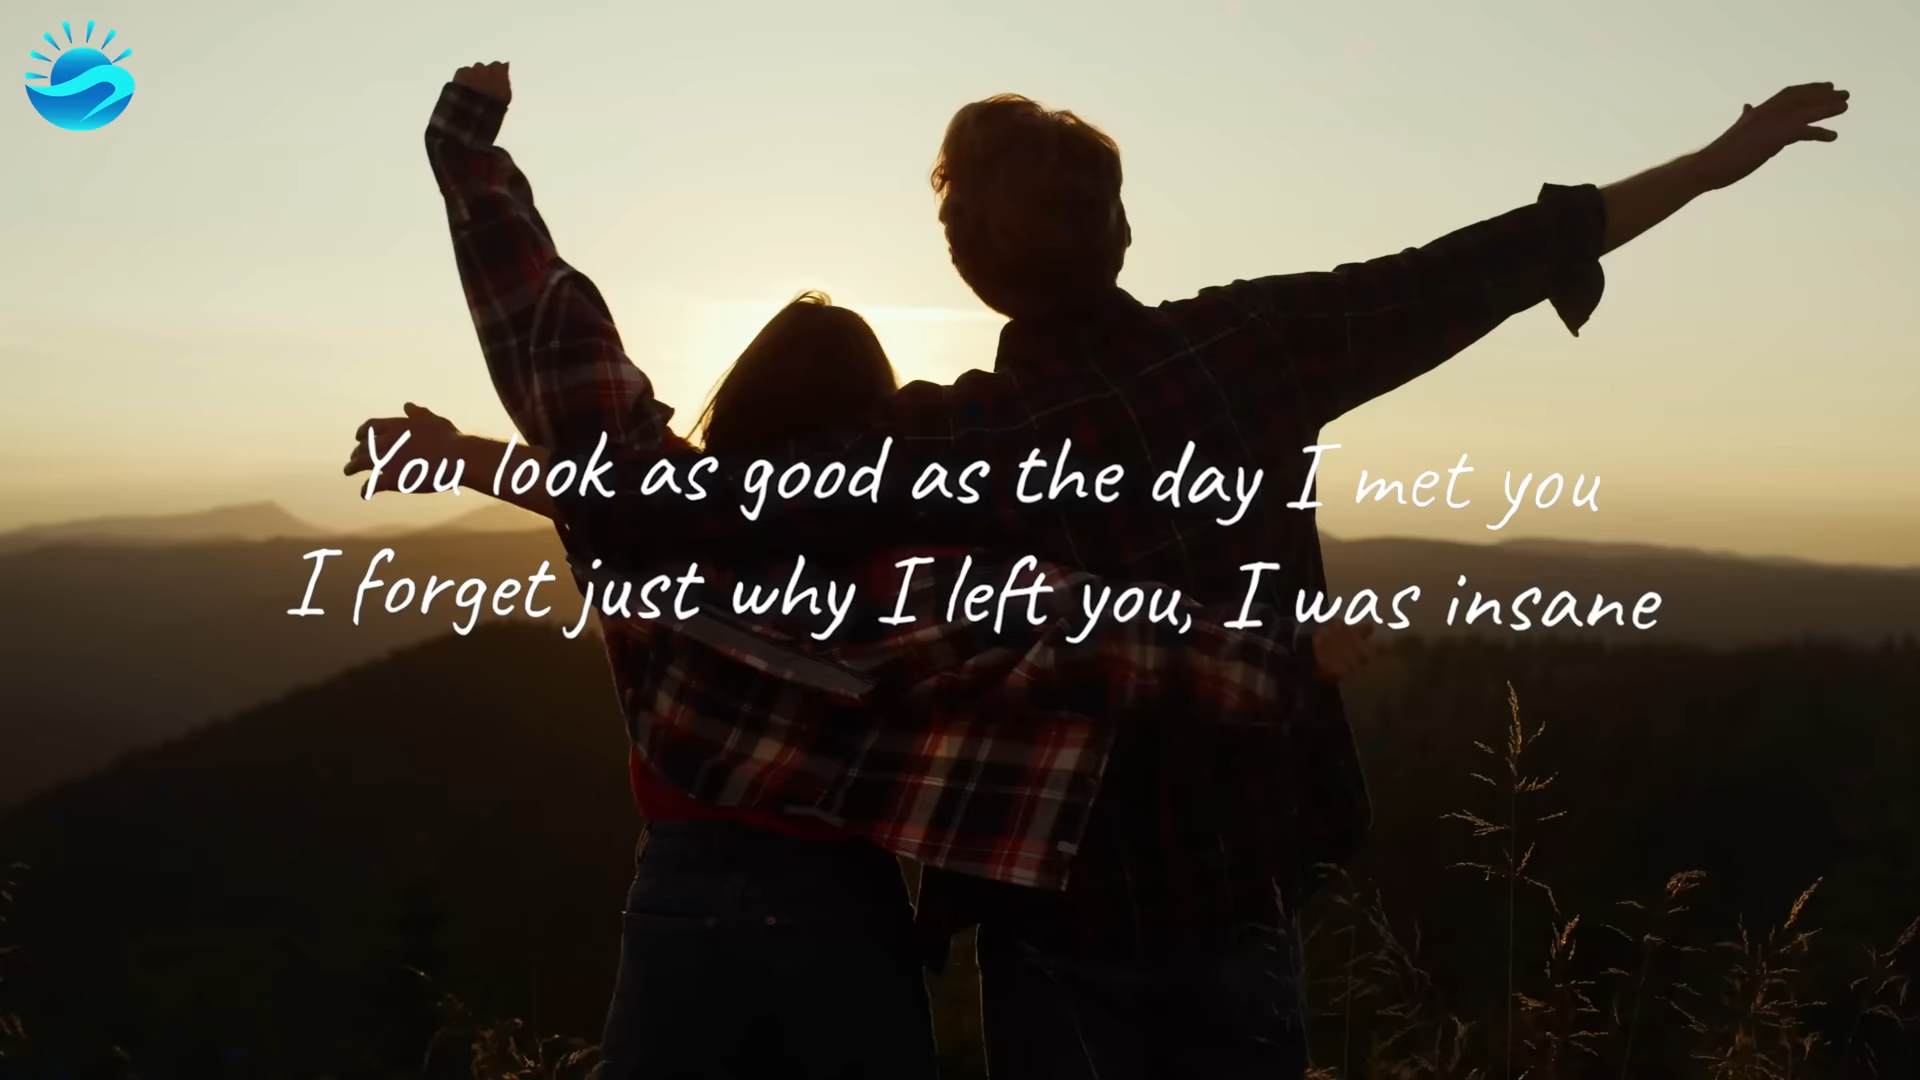 You look as good as the day I met you
I forget just why I left you, I was insane